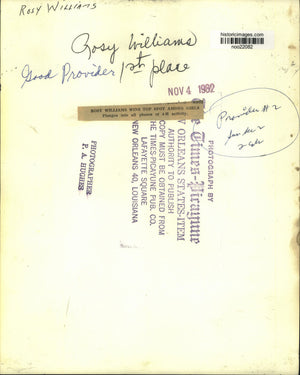 ROSY WILLIAMS
historicimages.com
noo22082
Rosy Williams
Good Provider 1st place
NOV 4 1962
ROSY WILLIAMS WINS TOP SPOT AMONG GIRLS
Plunges into all phases of 4-H activity.
Provider #2
PHOTOGRAPH BY
The Times-Picayune
NEW ORLEANS STATES-ITEM
AUTHORITY TO PUBLISH
COPY MUST BE OBTAINED FROM
THE TIMES-PICAYUNE PUB. CO.
LAFAYETTE SQUARE
NEW ORLEANS 40, LOUISIANA
PHOTOGRAPHER
P. A. HUGHES